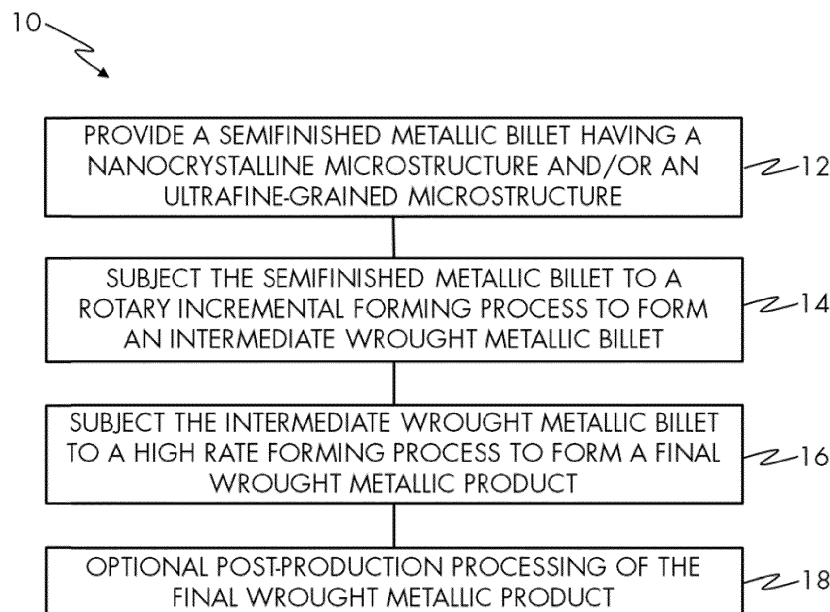 10
PROVIDE A SEMIFINISHED METALLIC BILLET HAVING A
NANOCRYSTALLINE MICROSTRUCTURE AND/OR AN
ULTRAFINE-GRAINED MICROSTRUCTURE
12
SUBJECT THE SEMIFINISHED METALLIC BILLET TO A
ROTARY INCREMENTAL FORMING PROCESS TO FORM
AN INTERMEDIATE WROUGHT METALLIC BILLET
14
SUBJECT THE INTERMEDIATE WROUGHT METALLIC BILLET
TO A HIGH RATE FORMING PROCESS TO FORM A FINAL
WROUGHT METALLIC PRODUCT
16
OPTIONAL POST-PRODUCTION PROCESSING OF THE
FINAL WROUGHT METALLIC PRODUCT
18